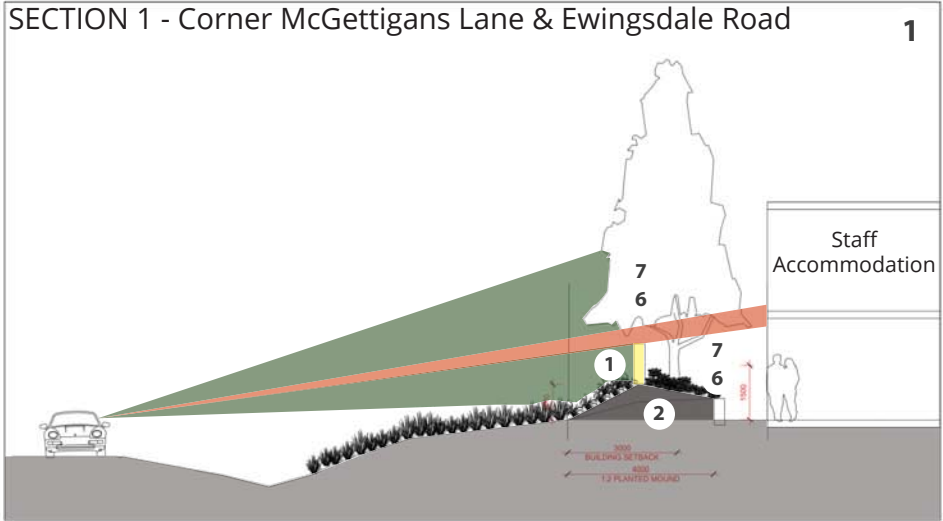 SECTION 1 - Corner McGettigans Lane & Ewingsdale Road
1
Staff
Accommodation
7
6
1
7
6
2
1500
3000
BUILDING SETBACK
4000
1:2 PLANTED MOUND